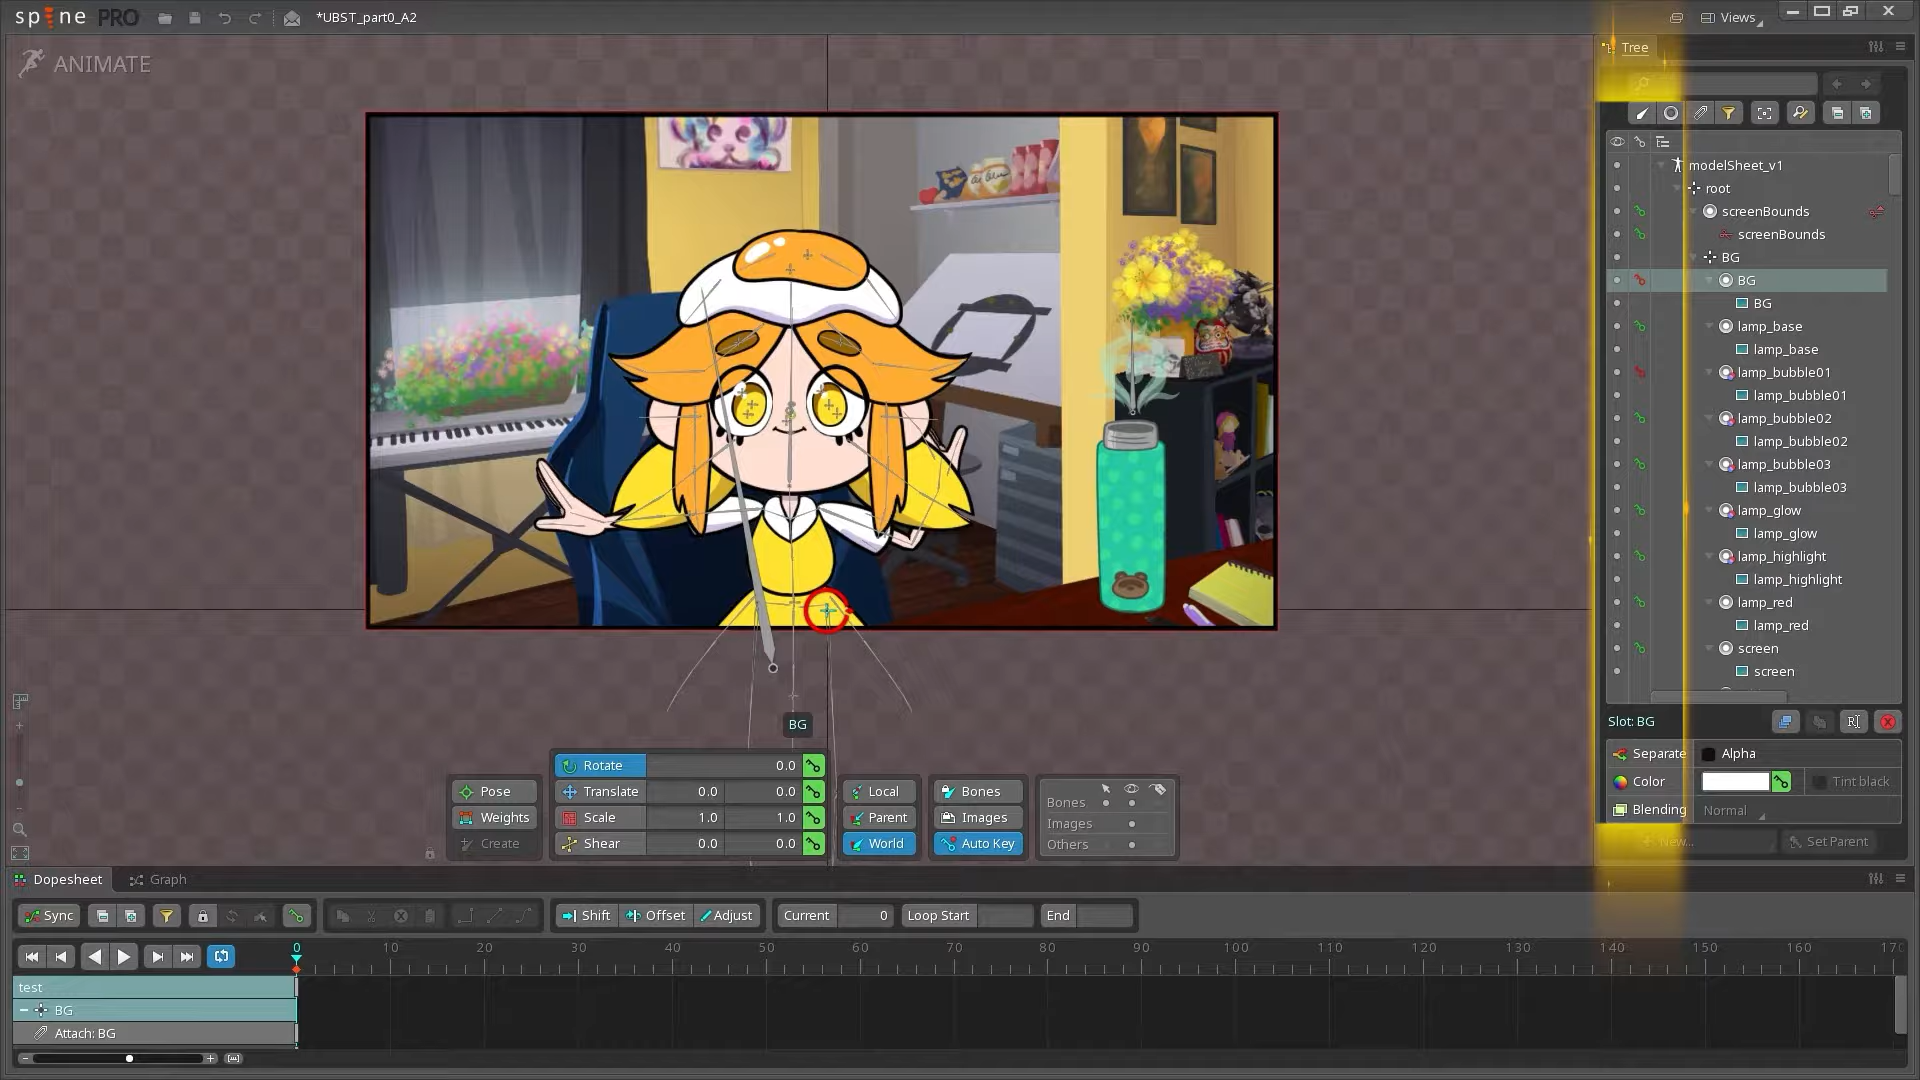 spine PRO
*UBST_part0_A2
Views
ANIMATE
Tree
modelSheet_v1
root
screenBounds
screenBounds
BG
BG
BG
lamp_base
lamp_base
lamp_bubble01
lamp_bubble01
lamp_bubble02
lamp_bubble02
lamp_bubble03
lamp_bubble03
lamp_glow
lamp_glow
lamp_highlight
lamp_highlight
lamp_red
lamp_red
screen
screen
Slot: BG
Separate Alpha
Color Tint black
Blending Normal
New... Set Parent
BG
Pose
Weights
Create
Rotate 0.0
Translate 0.0 0.0
Scale 1.0 1.0
Shear 0.0 0.0
Local
Parent
World
Bones
Images
Auto Key
Bones
Images
Others
Dopesheet Graph
Sync Shift Offset Adjust Current 0 Loop Start End
0 10 20 30 40 50 60 70 80 90 100 110 120 130 140 150 160 170
test
BG
Attach: BG